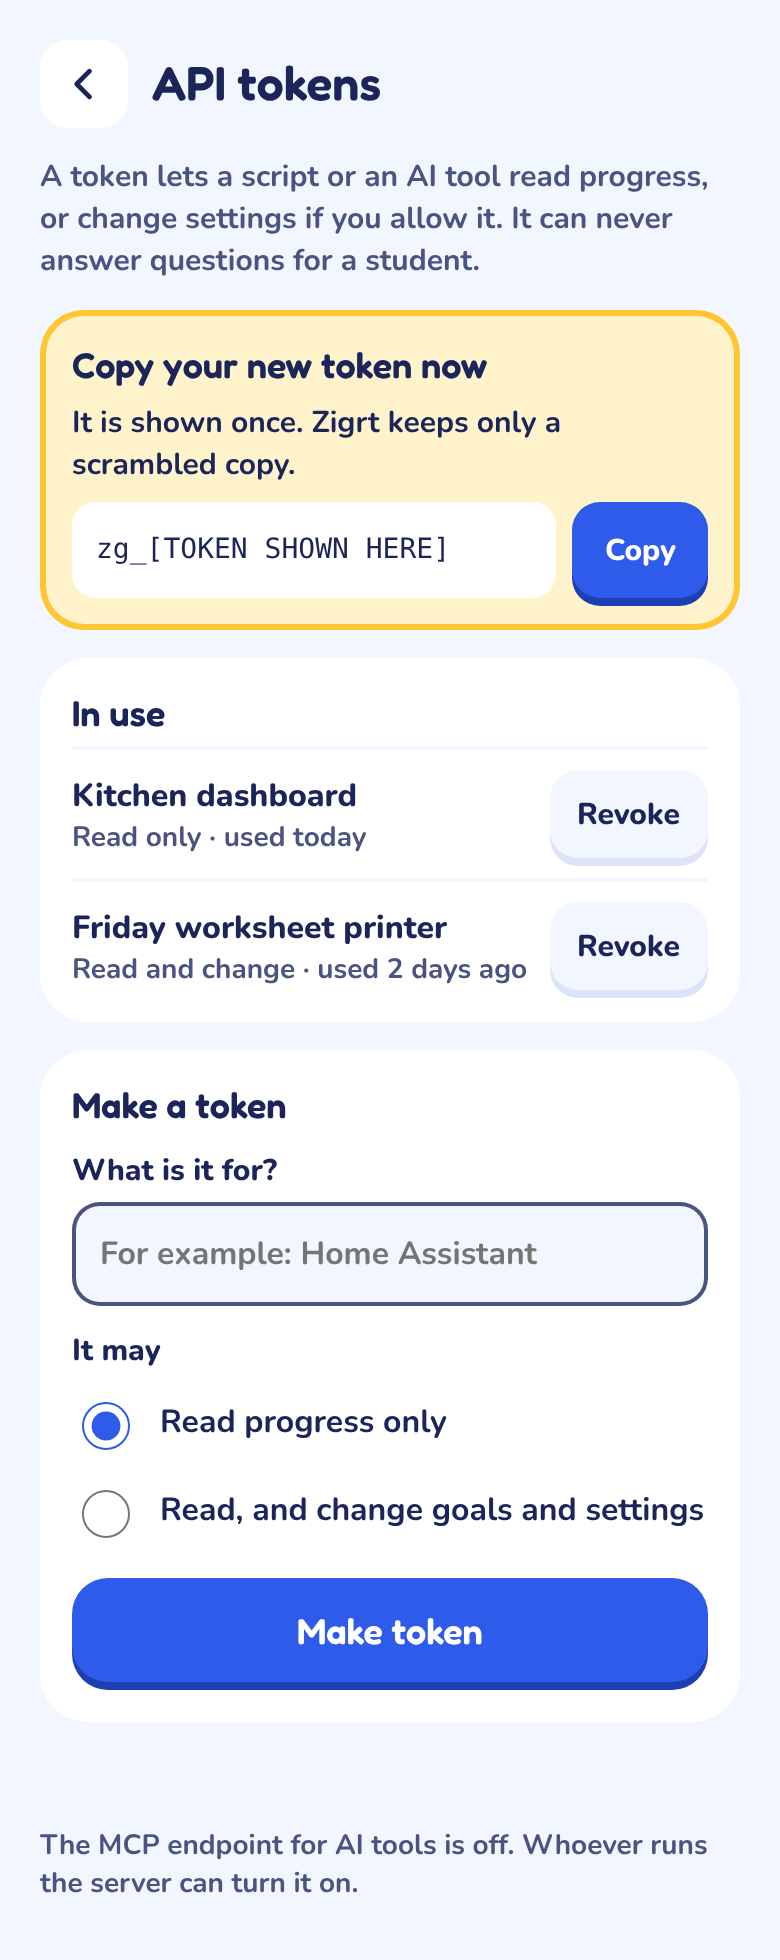 API tokens
A token lets a script or an AI tool read progress,
or change settings if you allow it. It can never
answer questions for a student.
Copy your new token now
It is shown once. Zigrt keeps only a
scrambled copy.
zg_[TOKEN SHOWN HERE]
Copy
In use
Kitchen dashboard
Read only · used today
Revoke
Friday worksheet printer
Read and change · used 2 days ago
Revoke
Make a token
What is it for?
For example: Home Assistant
It may
Read progress only
Read, and change goals and settings
Make token
The MCP endpoint for AI tools is off. Whoever runs
the server can turn it on.